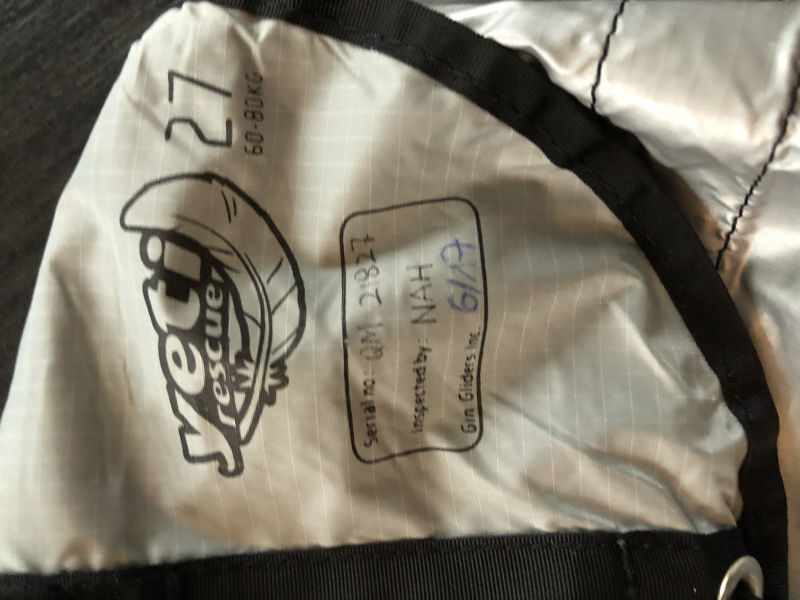 yeti
rescue
27
60-80KG
Serial no: QM 21827
Inspected by: NAH
Gin Gliders Inc. 6/17